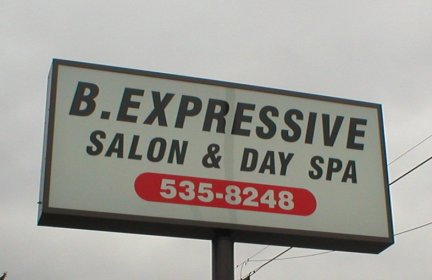 B.EXPRESSIVE
SALON & DAY SPA
535-8248